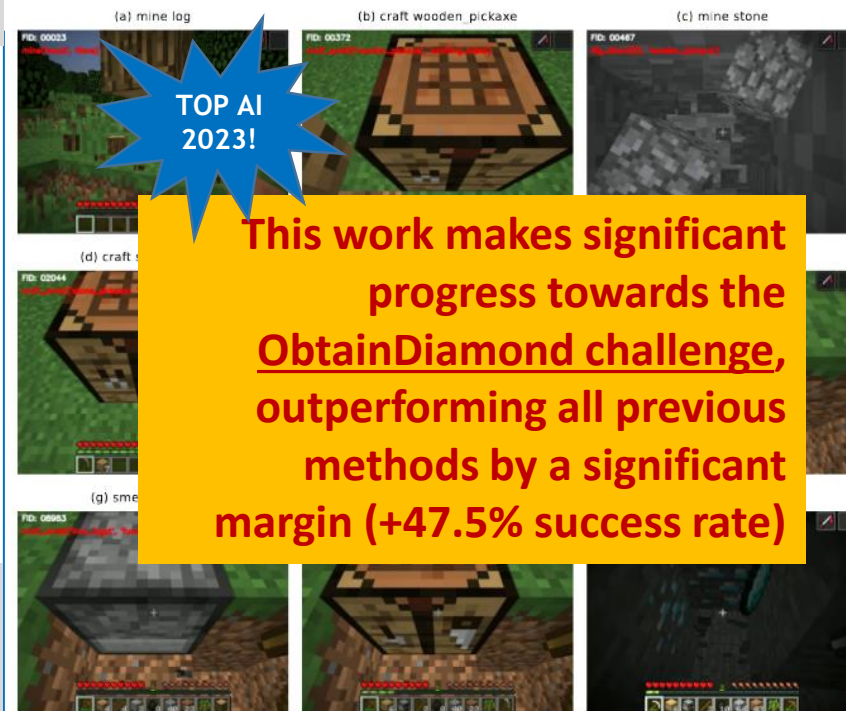 (a) mine log
(b) craft wooden_pickaxe
(c) mine stone
FID: 00023
FID: 00372
FID: 00467
TOP AI
2023!
This work makes significant
progress towards the
ObtainDiamond challenge,
outperforming all previous
methods by a significant
margin (+47.5% success rate)
(d) craft
FID: 02044
(g) sme
FID: 08983